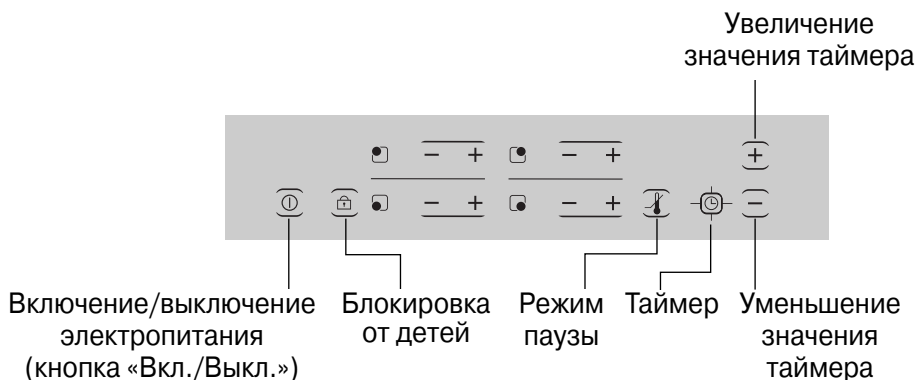 Увеличение
значения таймера
− +
− +
+
− +
− +
−
Включение/выключение
электропитания
(кнопка «Вкл./Выкл.»)
Блокировка
от детей
Режим
паузы
Таймер
Уменьшение
значения
таймера